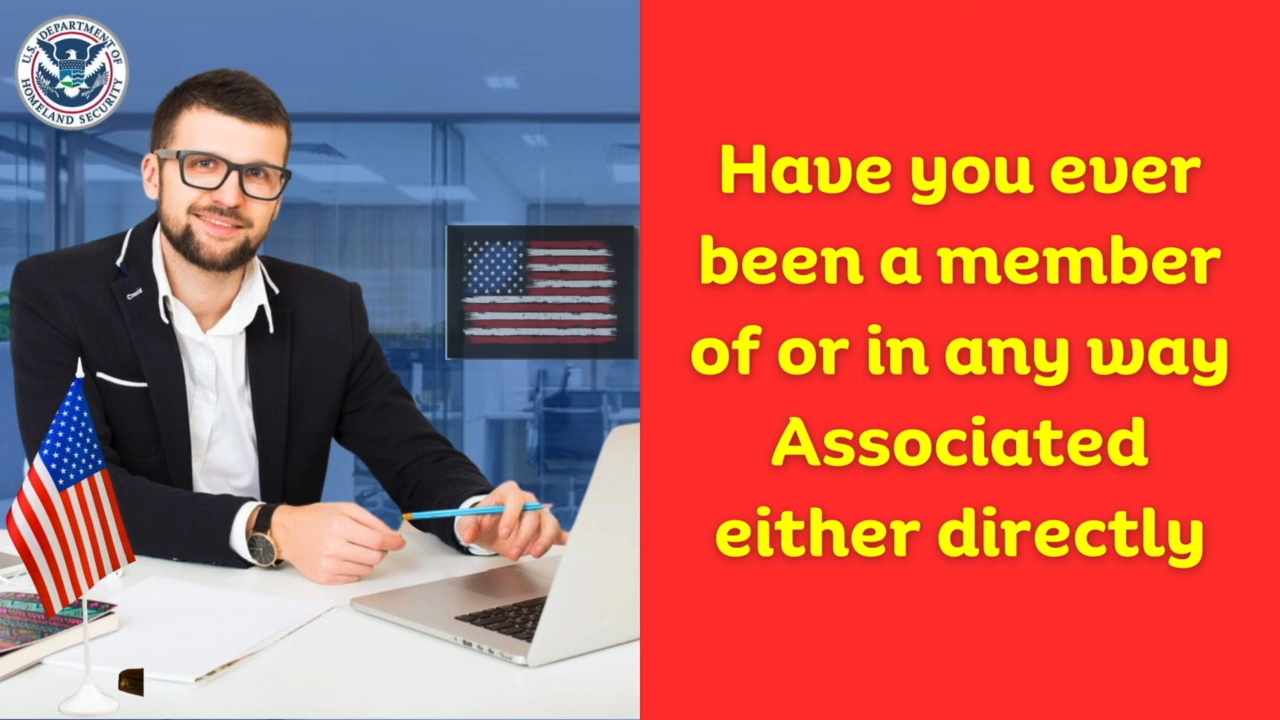 U.S. DEPARTMENT OF
HOMELAND SECURITY
Have you ever
been a member
of or in any way
Associated
either directly